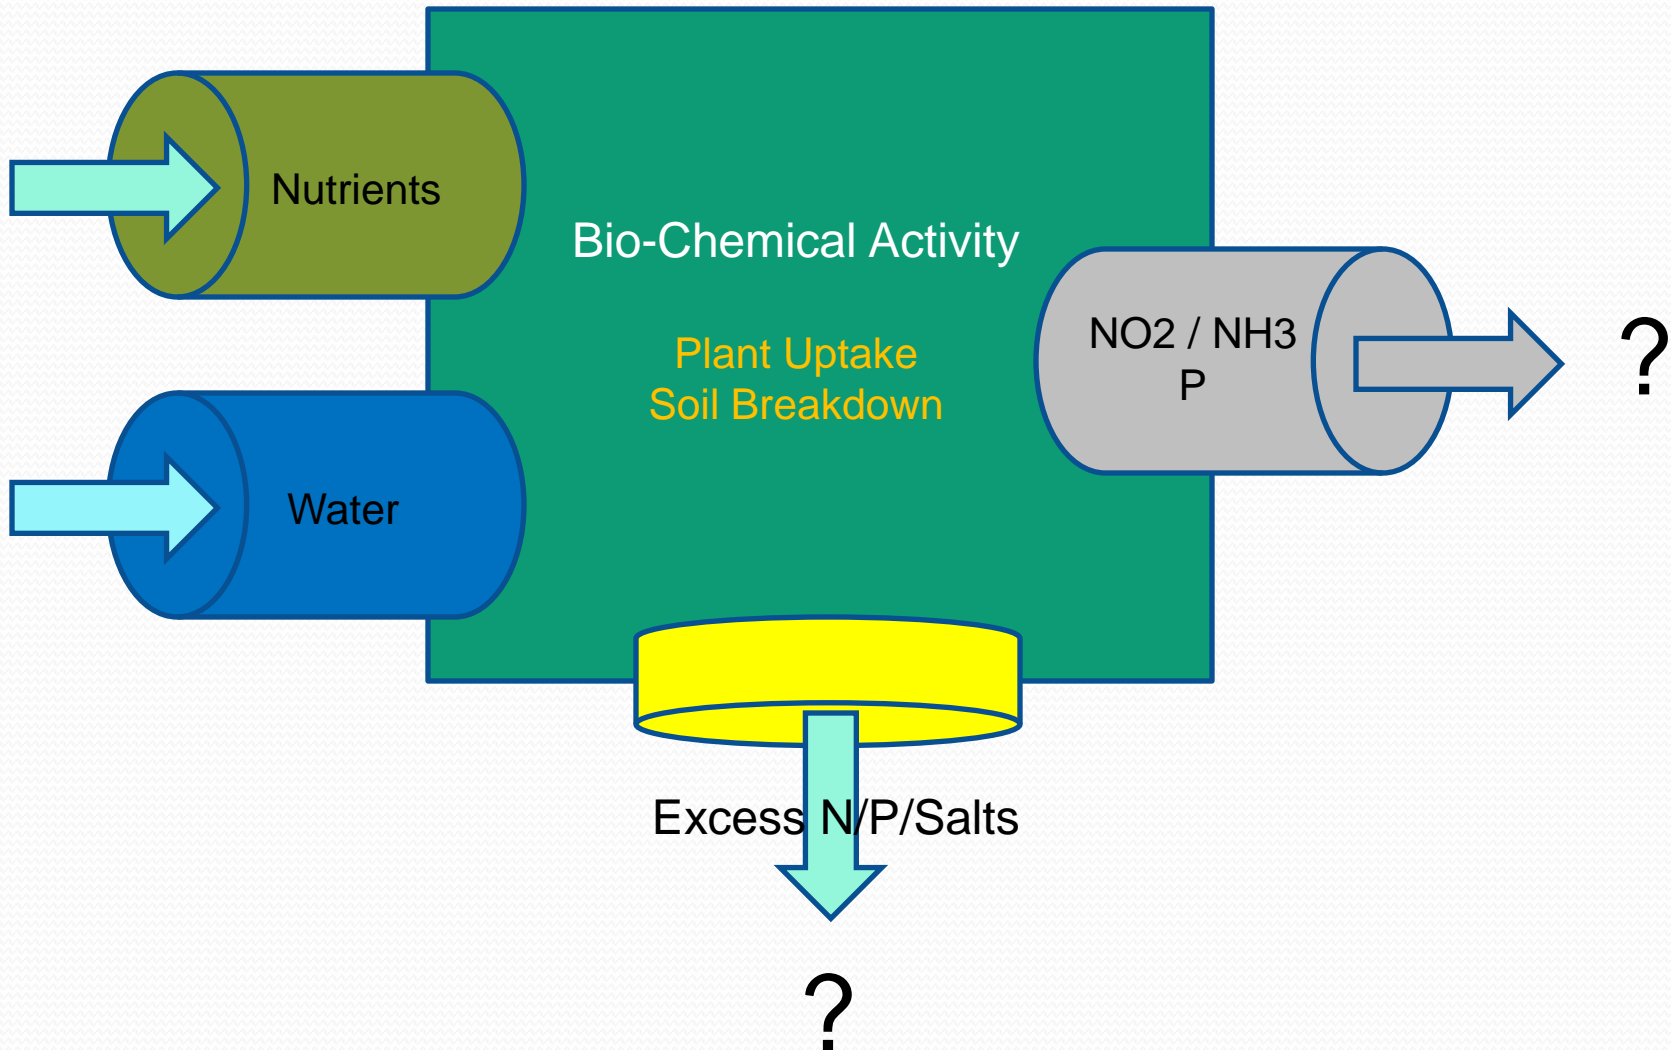 Nutrients
Bio-Chemical Activity
Plant Uptake
Soil Breakdown
NO2 / NH3
P
?
Water
Excess N/P/Salts
?